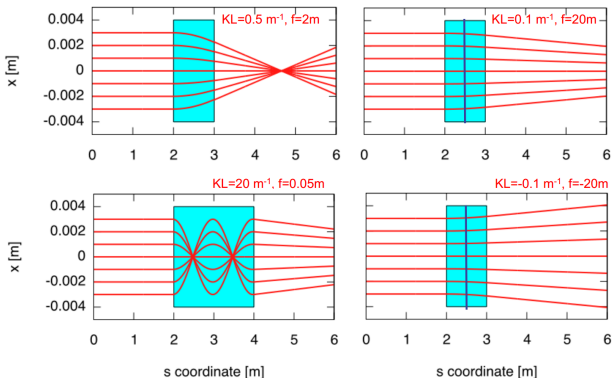 KL=0.5 m⁻¹, f=2m
x [m]
0.004
0.002
0
-0.002
-0.004
0 1 2 3 4 5 6
KL=0.1 m⁻¹, f=20m
0 1 2 3 4 5 6
KL=20 m⁻¹, f=0.05m
x [m]
0.004
0.002
0
-0.002
-0.004
0 1 2 3 4 5 6
s coordinate [m]
KL=-0.1 m⁻¹, f=-20m
0 1 2 3 4 5 6
s coordinate [m]